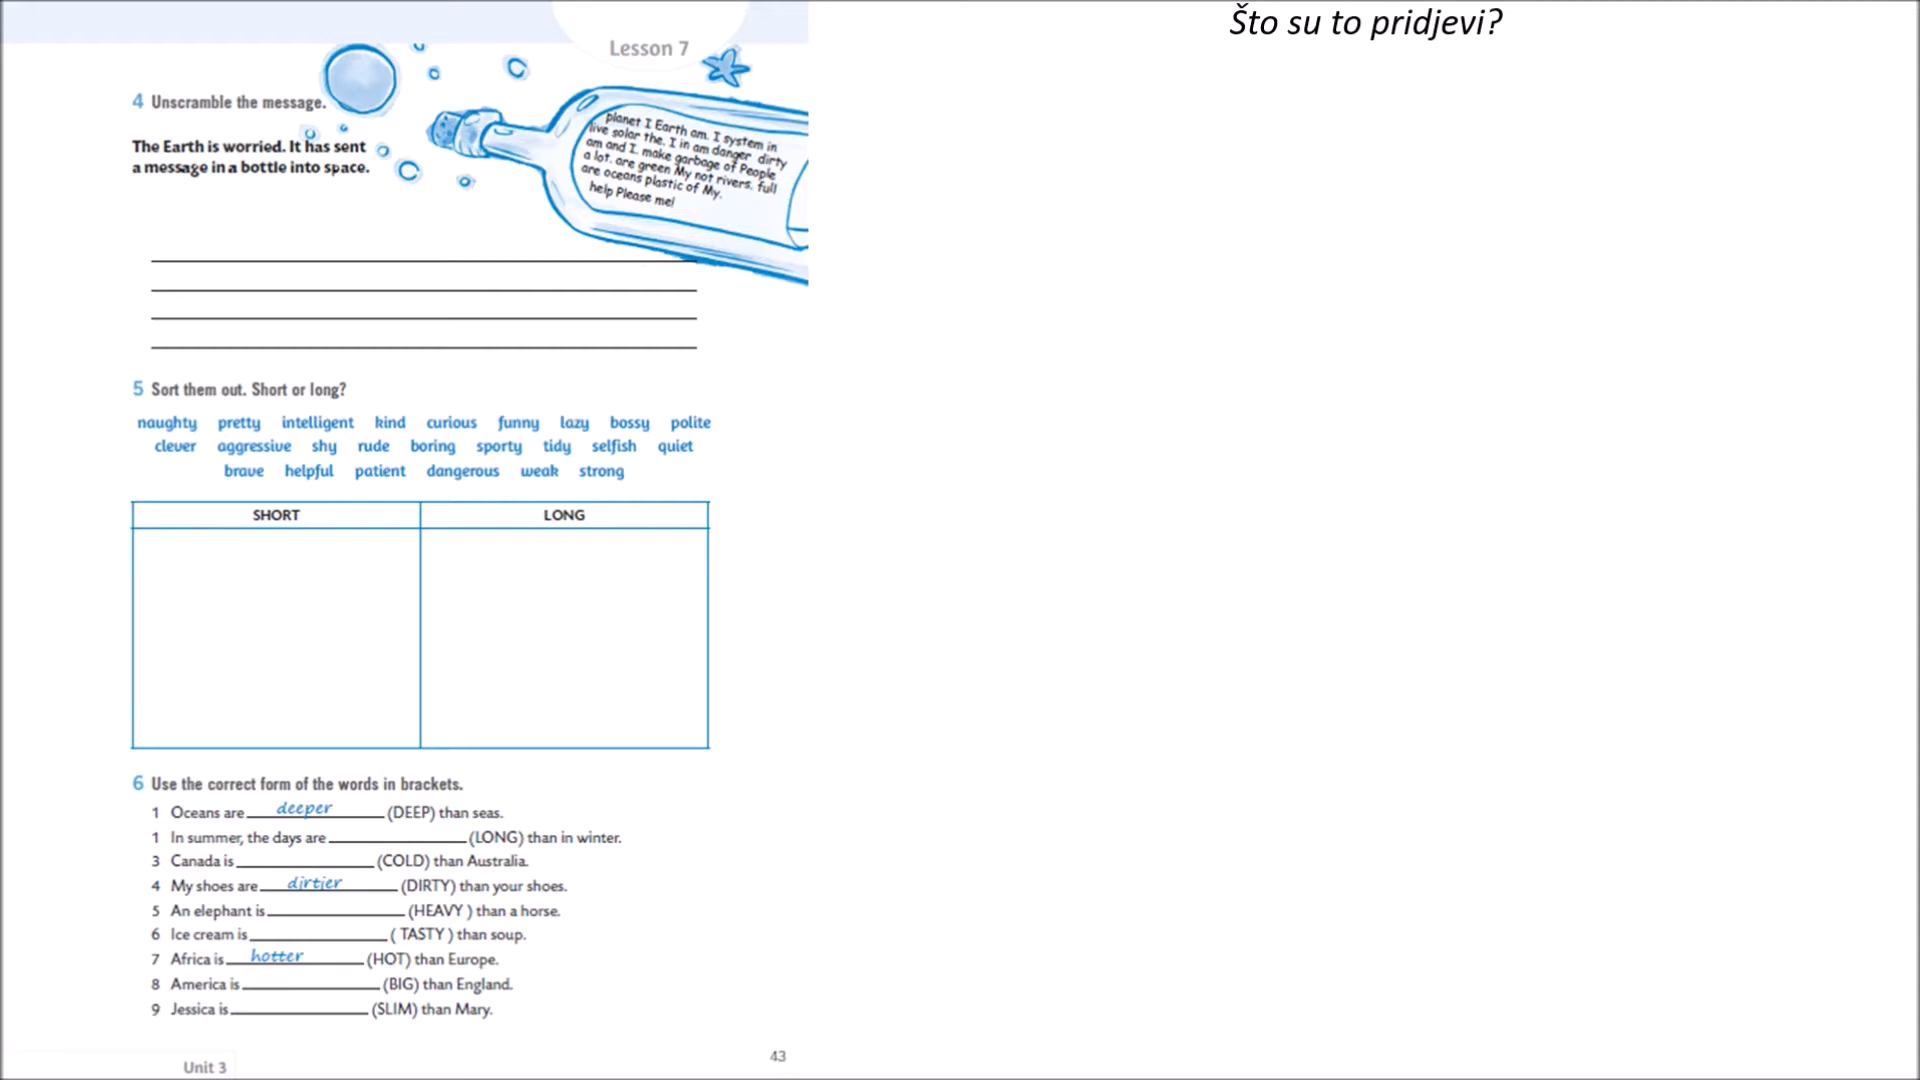 Što su to pridjevi?
Lesson 7
4 Unscramble the message.
The Earth is worried. It has sent
a message in a bottle into space.
planet I Earth am. I system in
live solar the. I in am danger dirty
am and I. make garbage of People
a lot. are green My not rivers. full
are oceans plastic of My.
help Please me!
5 Sort them out. Short or long?
naughty pretty intelligent kind curious funny lazy bossy polite
clever aggressive shy rude boring sporty tidy selfish quiet
brave helpful patient dangerous weak strong
SHORT LONG
6 Use the correct form of the words in brackets.
1 Oceans are deeper (DEEP) than seas.
1 In summer, the days are (LONG) than in winter.
3 Canada is (COLD) than Australia.
4 My shoes are dirtier (DIRTY) than your shoes.
5 An elephant is (HEAVY ) than a horse.
6 Ice cream is ( TASTY ) than soup.
7 Africa is hotter (HOT) than Europe.
8 America is (BIG) than England.
9 Jessica is (SLIM) than Mary.
43
Unit 3